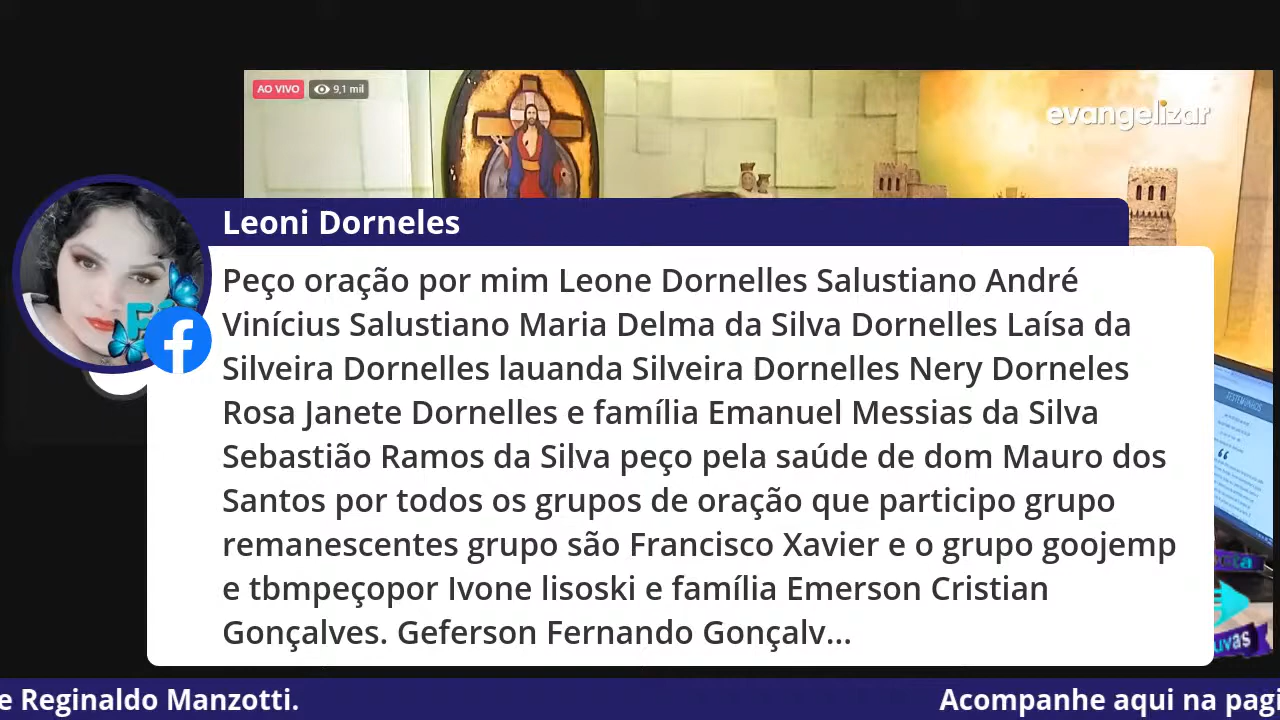 AO VIVO 9,1 mil
evangelizar
Leoni Dorneles
Peço oração por mim Leone Dornelles Salustiano André
Vinícius Salustiano Maria Delma da Silva Dornelles Laísa da
Silveira Dornelles lauanda Silveira Dornelles Nery Dorneles
Rosa Janete Dornelles e família Emanuel Messias da Silva
Sebastião Ramos da Silva peço pela saúde de dom Mauro dos
Santos por todos os grupos de oração que participo grupo
remanescentes grupo são Francisco Xavier e o grupo goojemp
e tbmpeçopor Ivone lisoski e família Emerson Cristian
Gonçalves. Geferson Fernando Gonçalv...
TESTEMUNHOS
e Reginaldo Manzotti. Acompanhe aqui na pagi